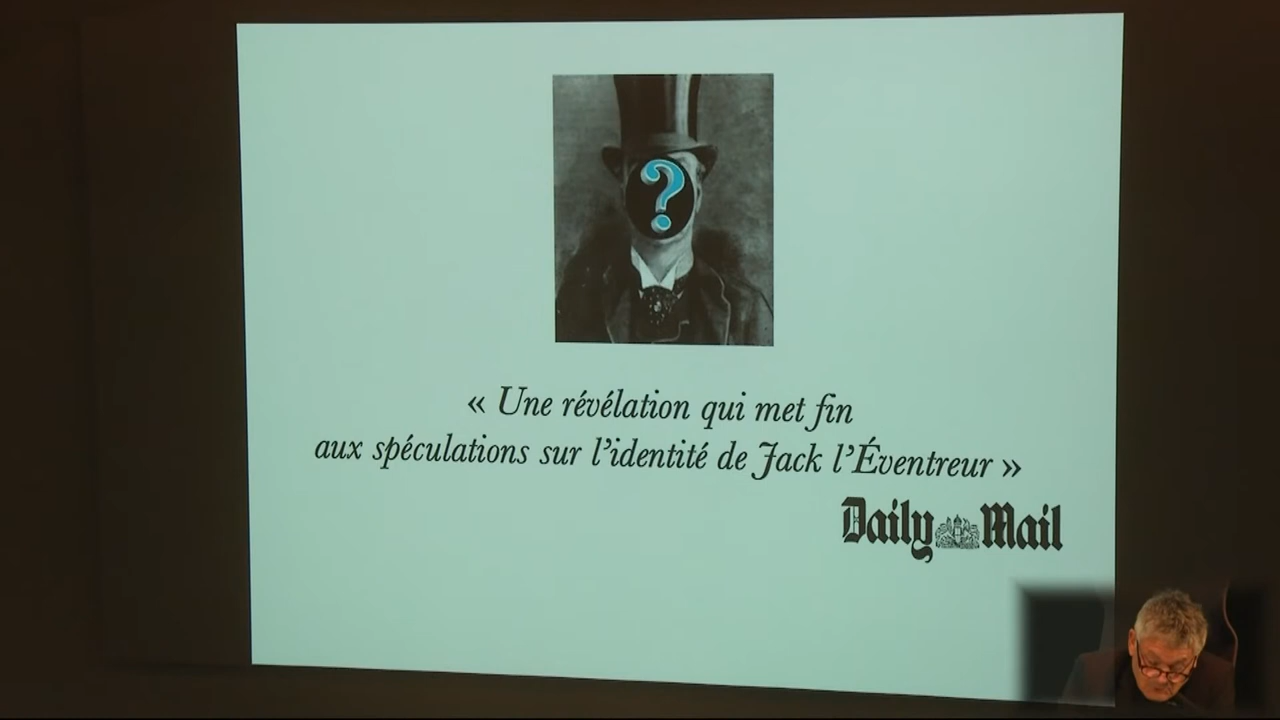 ?
« Une révélation qui met fin
aux spéculations sur l’identité de Jack l’Éventreur »
Daily Mail